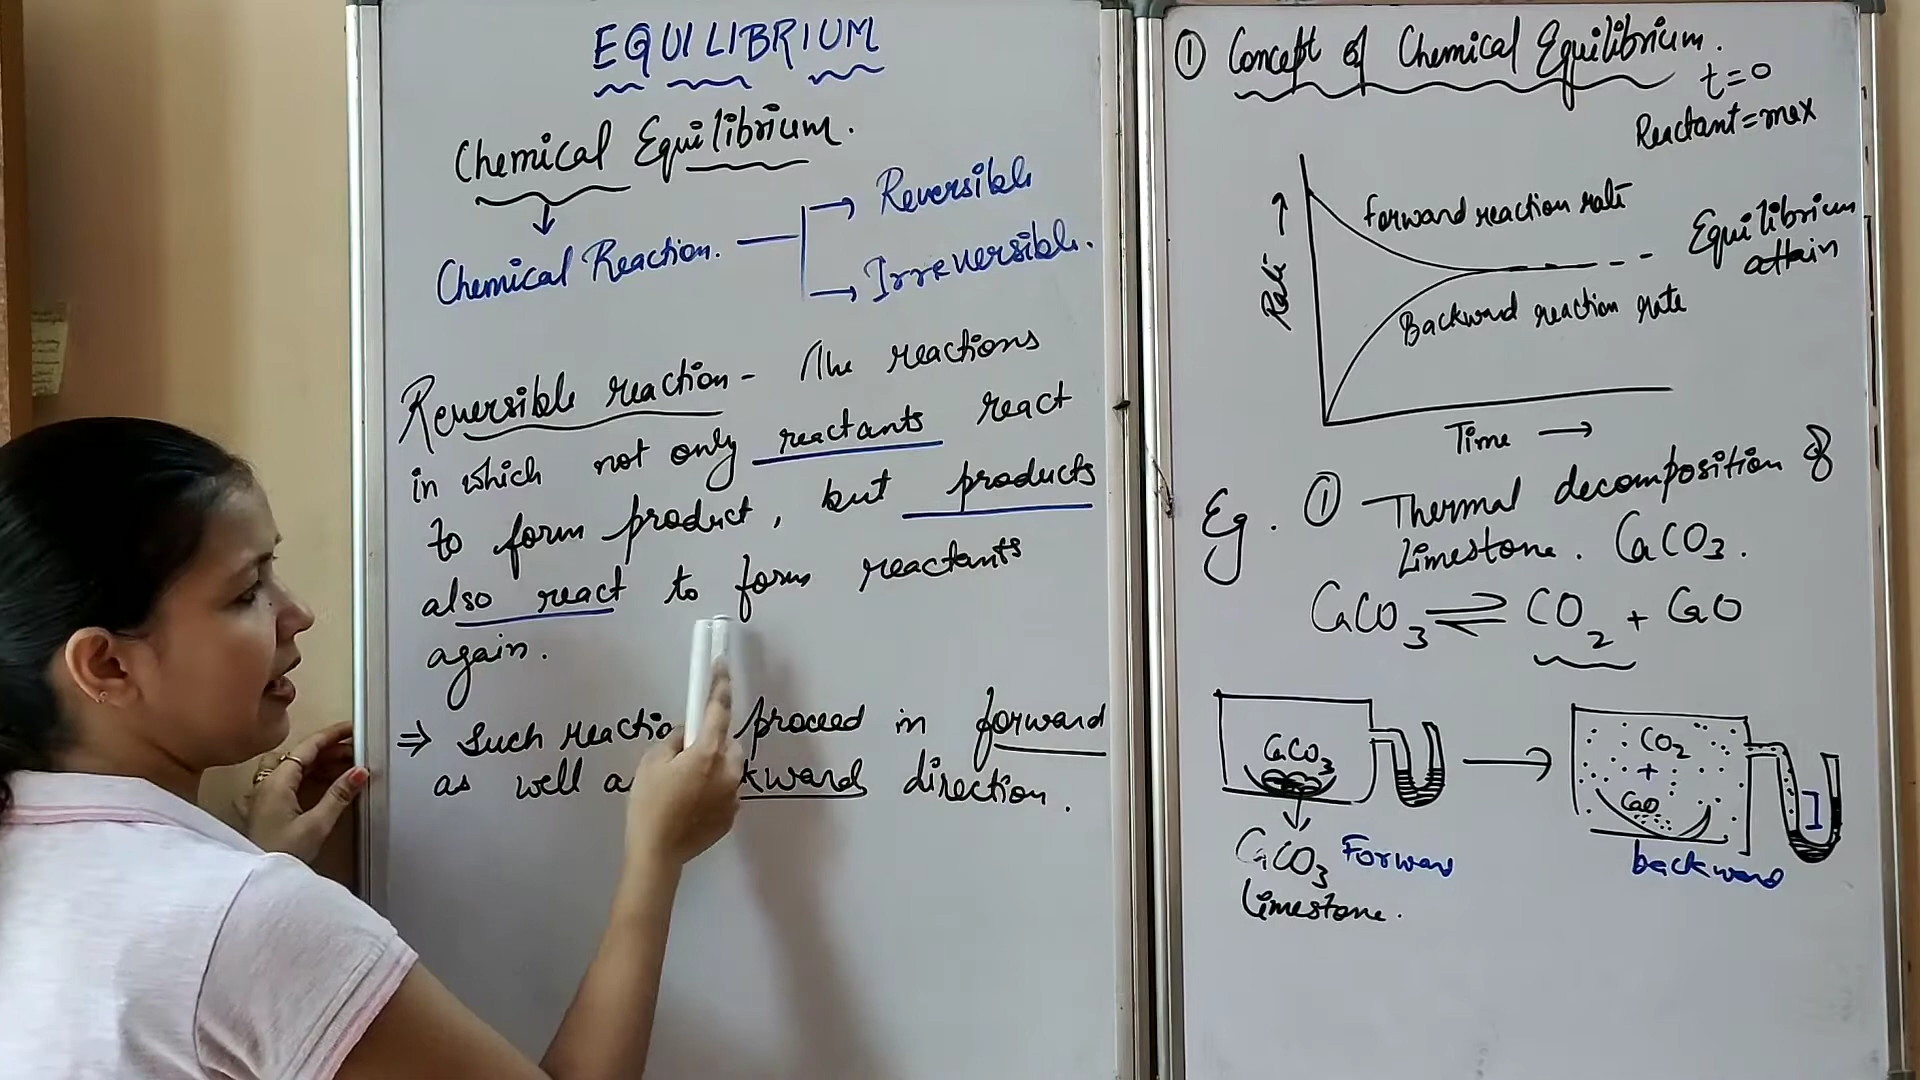 EQUILIBRIUM
Chemical Equilibrium.
Chemical Reaction.
Reversible
Irreversible.
Reversible reaction - The reactions
in which not only reactants react
to form product, but products
also react to form reactants
again.
⇒ Such reactio proceed in forward
as well a kward direction.
① Concept of Chemical Equilibrium.
t=0
Reactant=max
Rate →
Forward reaction rate
Equilibrium
attain
Backward reaction rate
Time →
Eg. ① Thermal decomposition of
Limestone. CaCO3.
CaCO3 ⇌ CO2 + CaO
CaCO3
CaCO3 Forward
Limestone.
CO2
+
CaO
backward